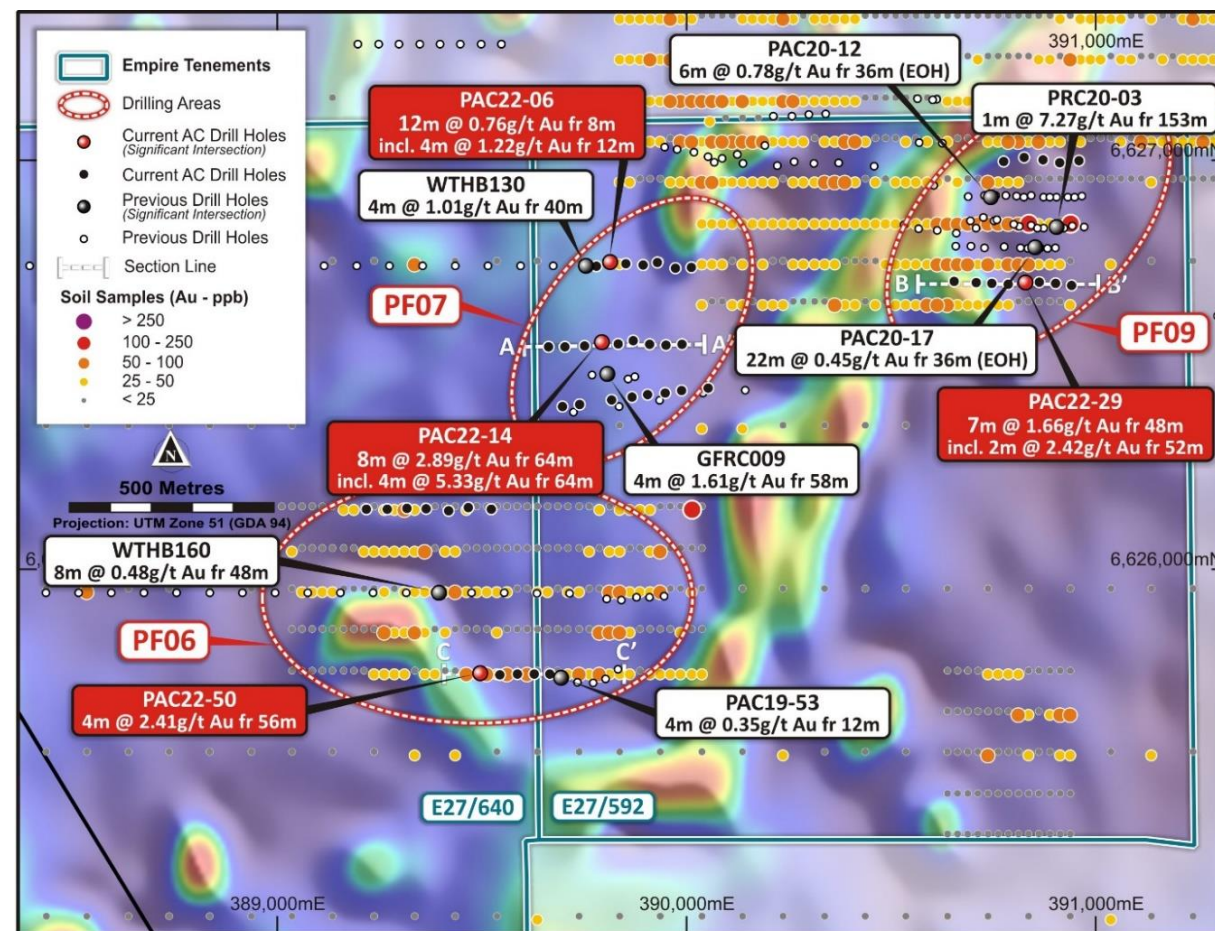 Empire Tenements
Drilling Areas
Current AC Drill Holes
(Significant Intersection)
Current AC Drill Holes
Previous Drill Holes
(Significant Intersection)
Previous Drill Holes
Section Line
Soil Samples (Au - ppb)
> 250
100 - 250
50 - 100
25 - 50
< 25
N
500 Metres
Projection: UTM Zone 51 (GDA 94)
391,000mE
PAC20-12
6m @ 0.78g/t Au fr 36m (EOH)
PRC20-03
1m @ 7.27g/t Au fr 153m
PAC22-06
12m @ 0.76g/t Au fr 8m
incl. 4m @ 1.22g/t Au fr 12m
6,627,000mN
WTHB130
4m @ 1.01g/t Au fr 40m
PF07
B
B'
PF09
A
A'
PAC20-17
22m @ 0.45g/t Au fr 36m (EOH)
PAC22-29
7m @ 1.66g/t Au fr 48m
incl. 2m @ 2.42g/t Au fr 52m
PAC22-14
8m @ 2.89g/t Au fr 64m
incl. 4m @ 5.33g/t Au fr 64m
GFRC009
4m @ 1.61g/t Au fr 58m
WTHB160
8m @ 0.48g/t Au fr 48m
6,626,000mN
PF06
C
C'
PAC22-50
4m @ 2.41g/t Au fr 56m
PAC19-53
4m @ 0.35g/t Au fr 12m
E27/640
E27/592
389,000mE
390,000mE
391,000mE